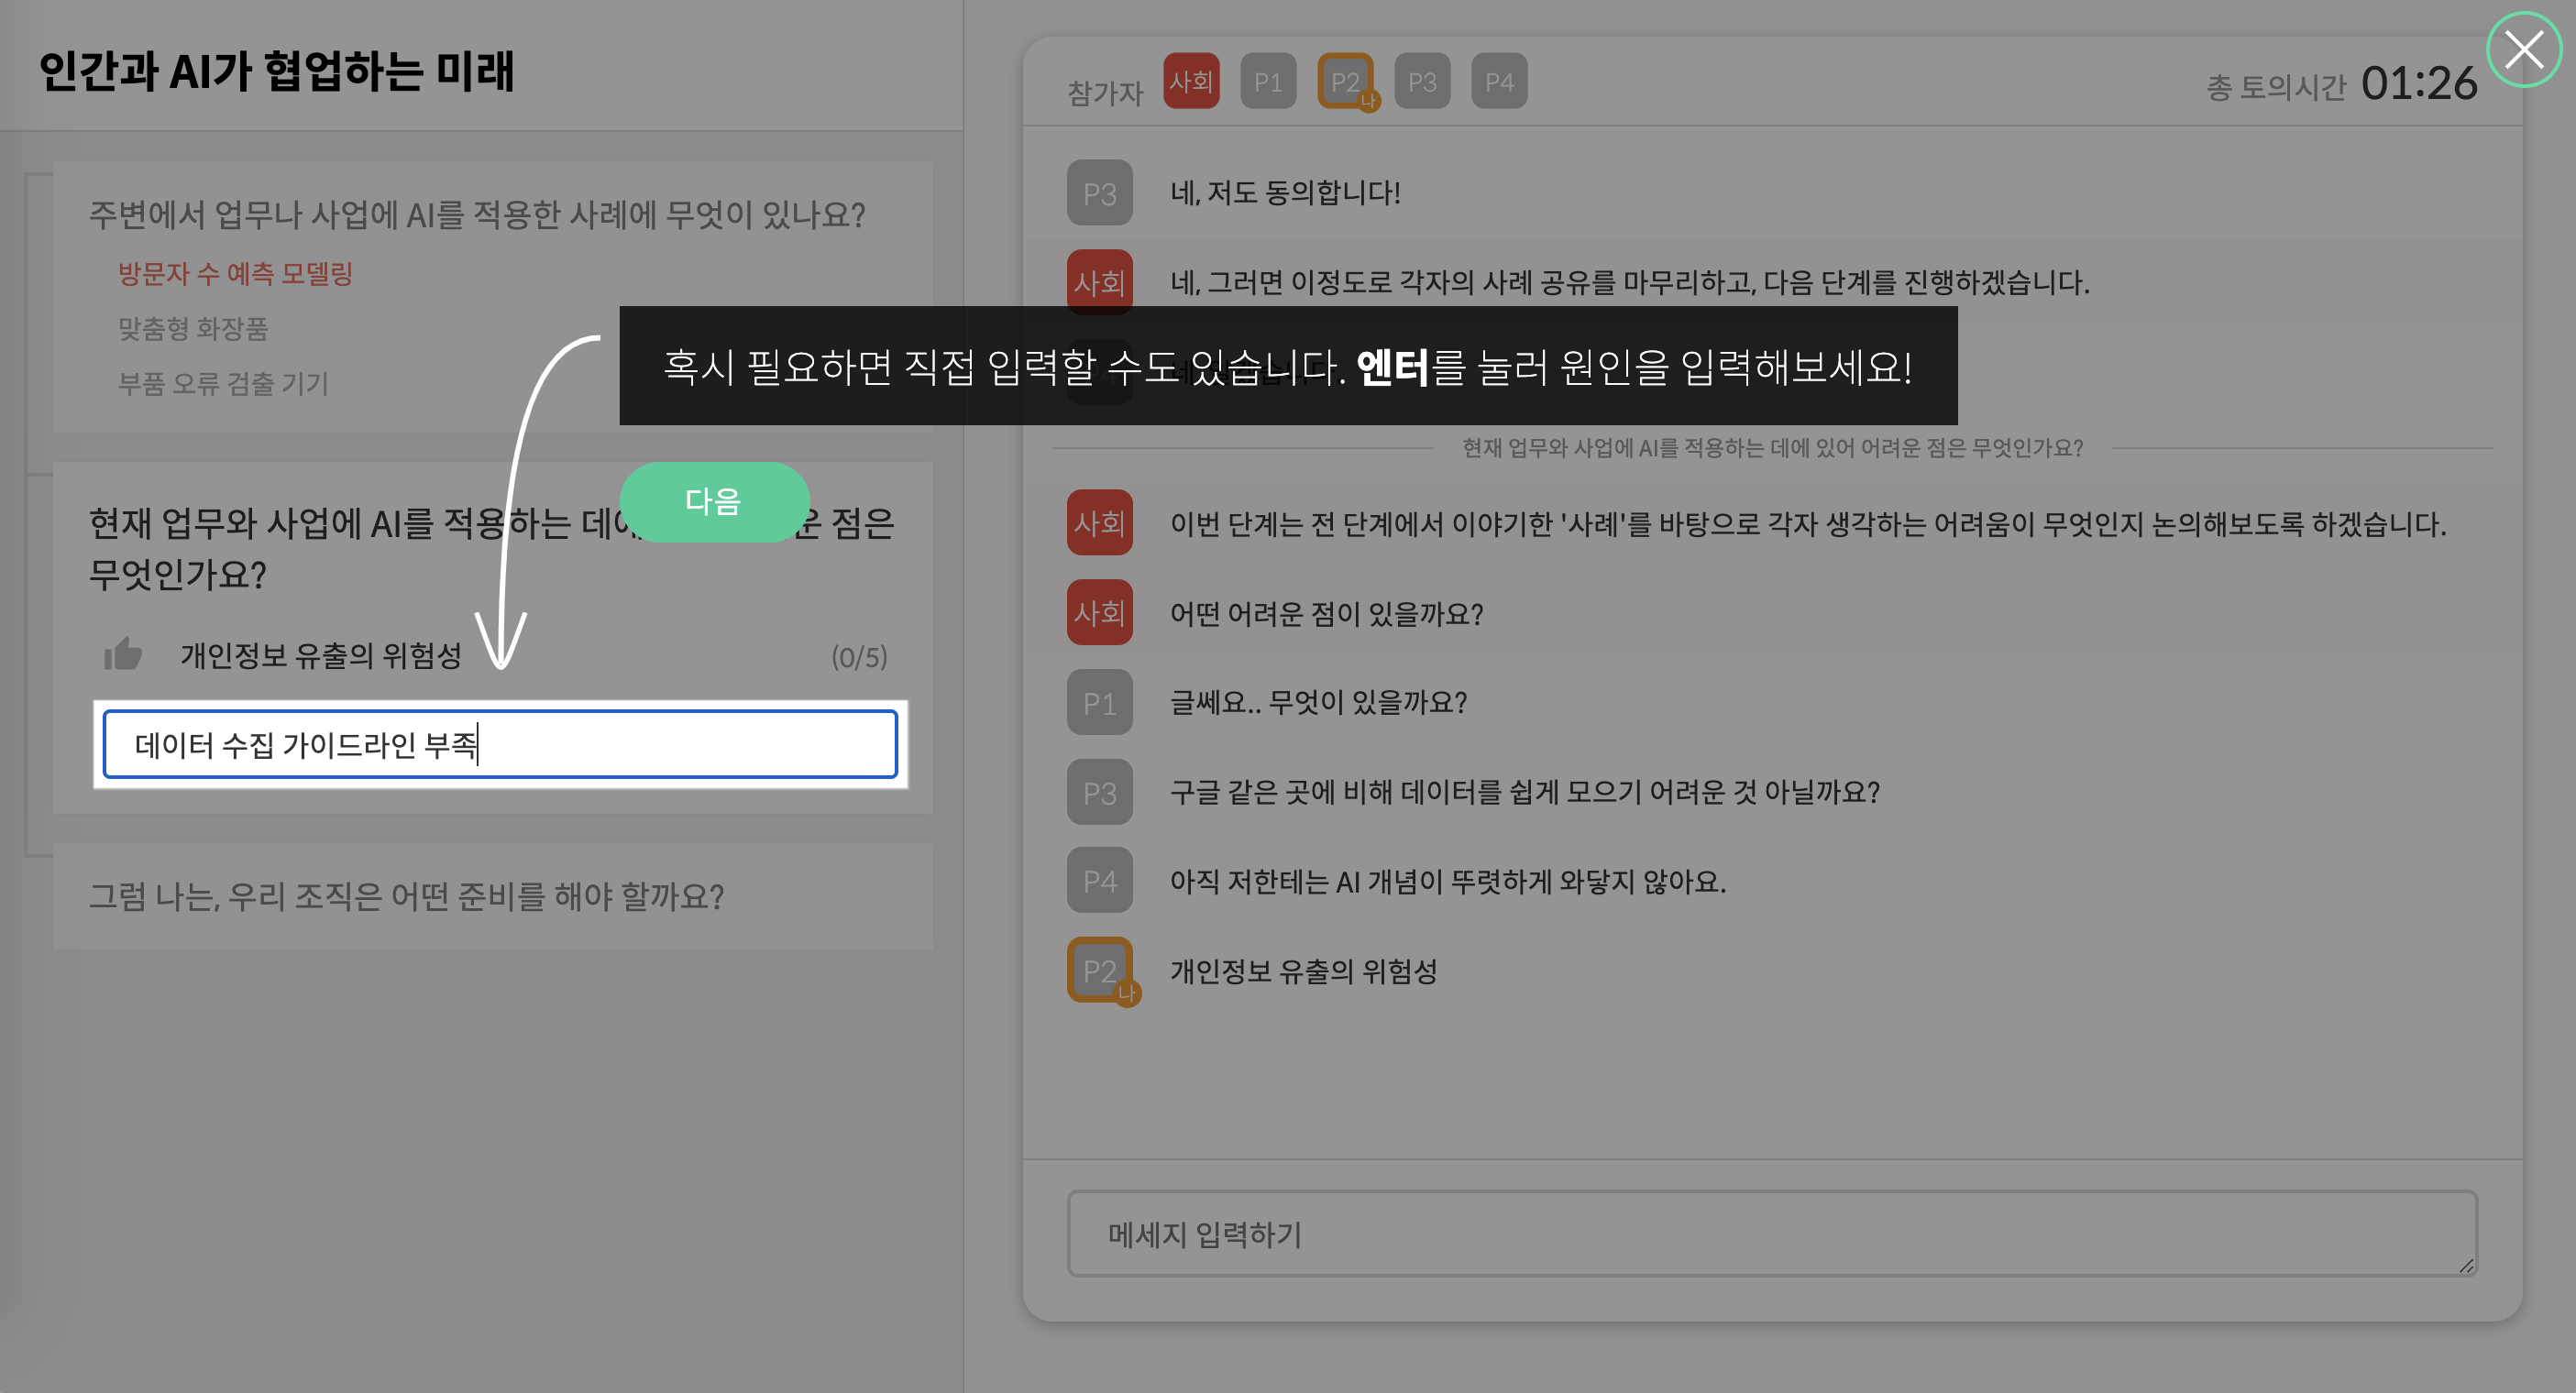 인간과 AI가 협업하는 미래
주변에서 업무나 사업에 AI를 적용한 사례에 무엇이 있나요?
방문자 수 예측 모델링
맞춤형 화장품
부품 오류 검출 기기
현재 업무와 사업에 AI를 적용하는 데에 운 점은
무엇인가요?
개인정보 유출의 위험성
(0/5)
데이터 수집 가이드라인 부족
그럼 나는, 우리 조직은 어떤 준비를 해야 할까요?
혹시 필요하면 직접 입력할 수도 있습니다. 엔터를 눌러 원인을 입력해보세요!
다음
참가자 사회 P1 P2 나 P3 P4
총 토의시간 01:26
P3 네, 저도 동의합니다!
사회 네, 그러면 이정도로 각자의 사례 공유를 마무리하고, 다음 단계를 진행하겠습니다.
현재 업무와 사업에 AI를 적용하는 데에 있어 어려운 점은 무엇인가요?
사회 이번 단계는 전 단계에서 이야기한 '사례'를 바탕으로 각자 생각하는 어려움이 무엇인지 논의해보도록 하겠습니다.
사회 어떤 어려운 점이 있을까요?
P1 글쎄요.. 무엇이 있을까요?
P3 구글 같은 곳에 비해 데이터를 쉽게 모으기 어려운 것 아닐까요?
P4 아직 저한테는 AI 개념이 뚜렷하게 와닿지 않아요.
P2 나 개인정보 유출의 위험성
메세지 입력하기